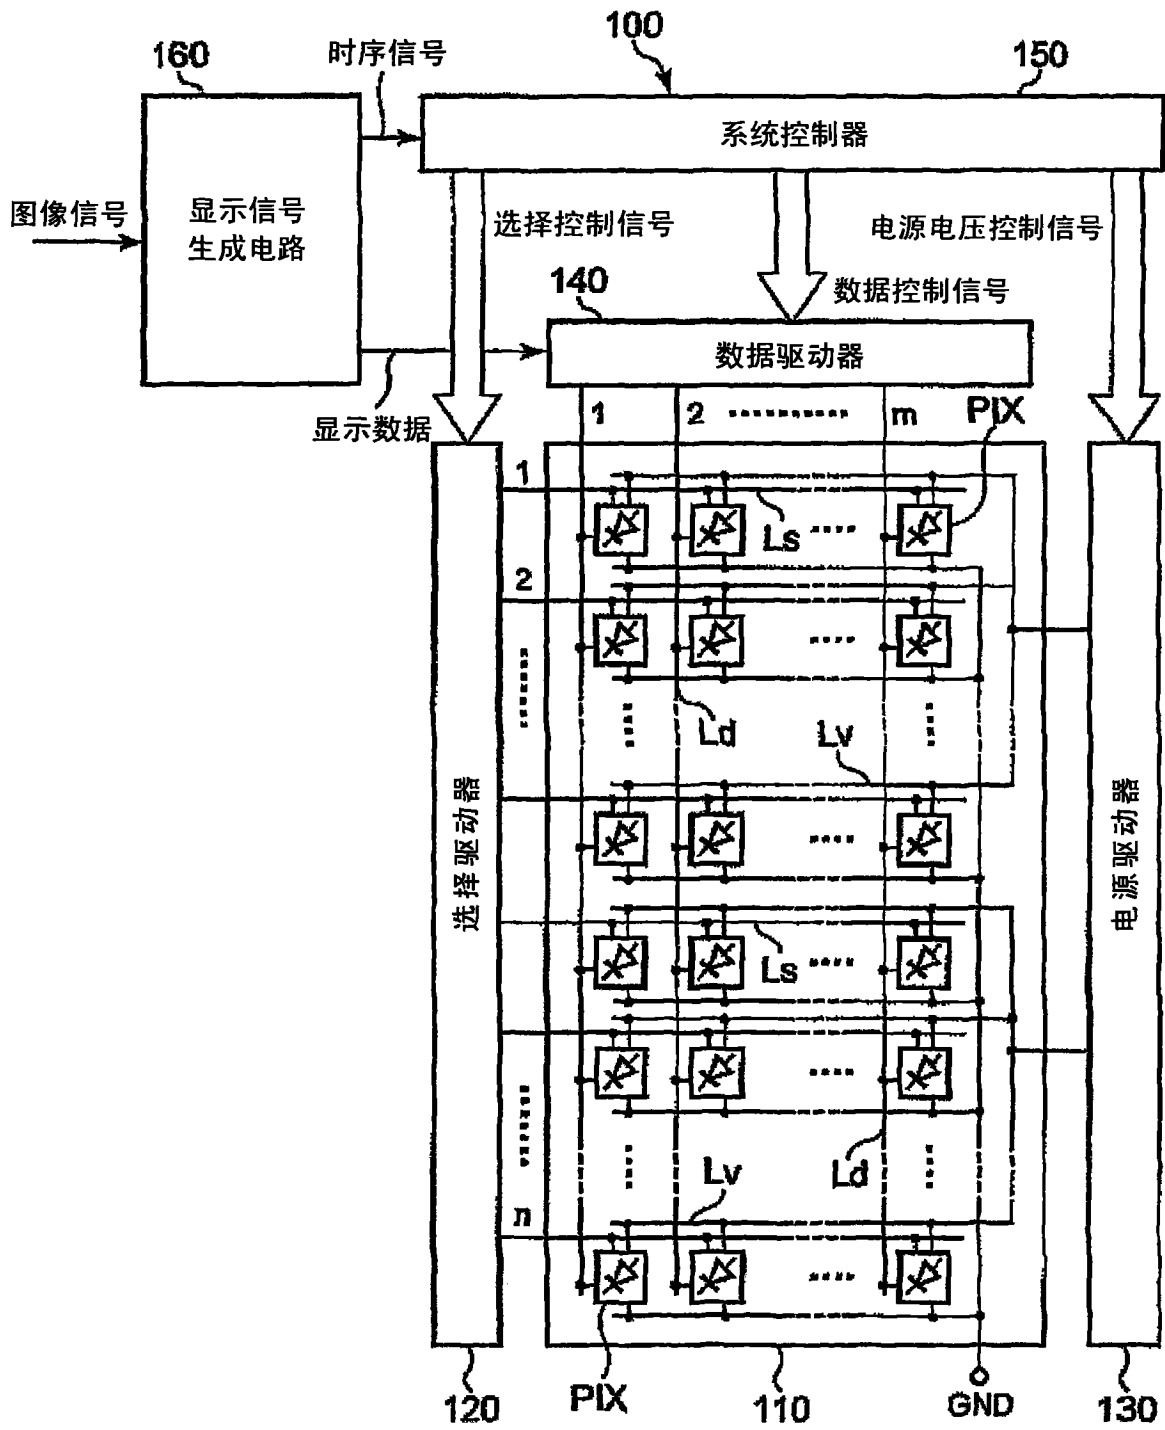 100
160
时序信号
150
系统控制器
图像信号
显示信号
生成电路
选择控制信号
电源电压控制信号
140
数据控制信号
数据驱动器
显示数据
1
2
m
PIX
1
Ls
2
Ld
Lv
选择驱动器
电源驱动器
Ls
Lv
Ld
n
120
PIX
110
GND
130